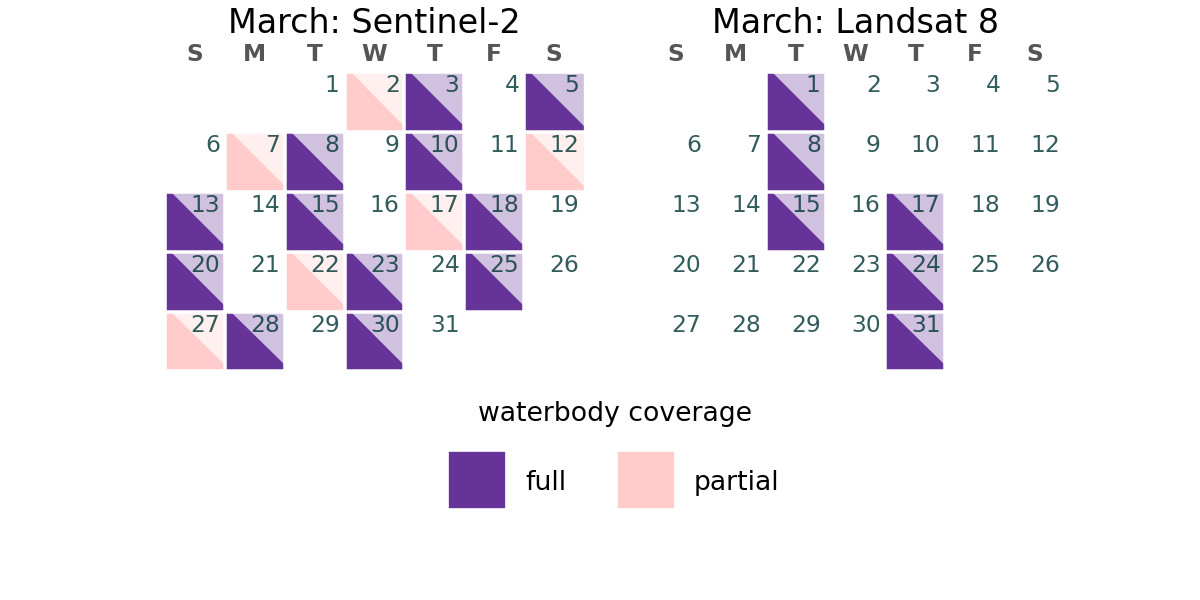 March: Sentinel-2
S M T W T F S
1 2 3 4 5
6 7 8 9 10 11 12
13 14 15 16 17 18 19
20 21 22 23 24 25 26
27 28 29 30 31
March: Landsat 8
S M T W T F S
1 2 3 4 5
6 7 8 9 10 11 12
13 14 15 16 17 18 19
20 21 22 23 24 25 26
27 28 29 30 31
waterbody coverage
full partial